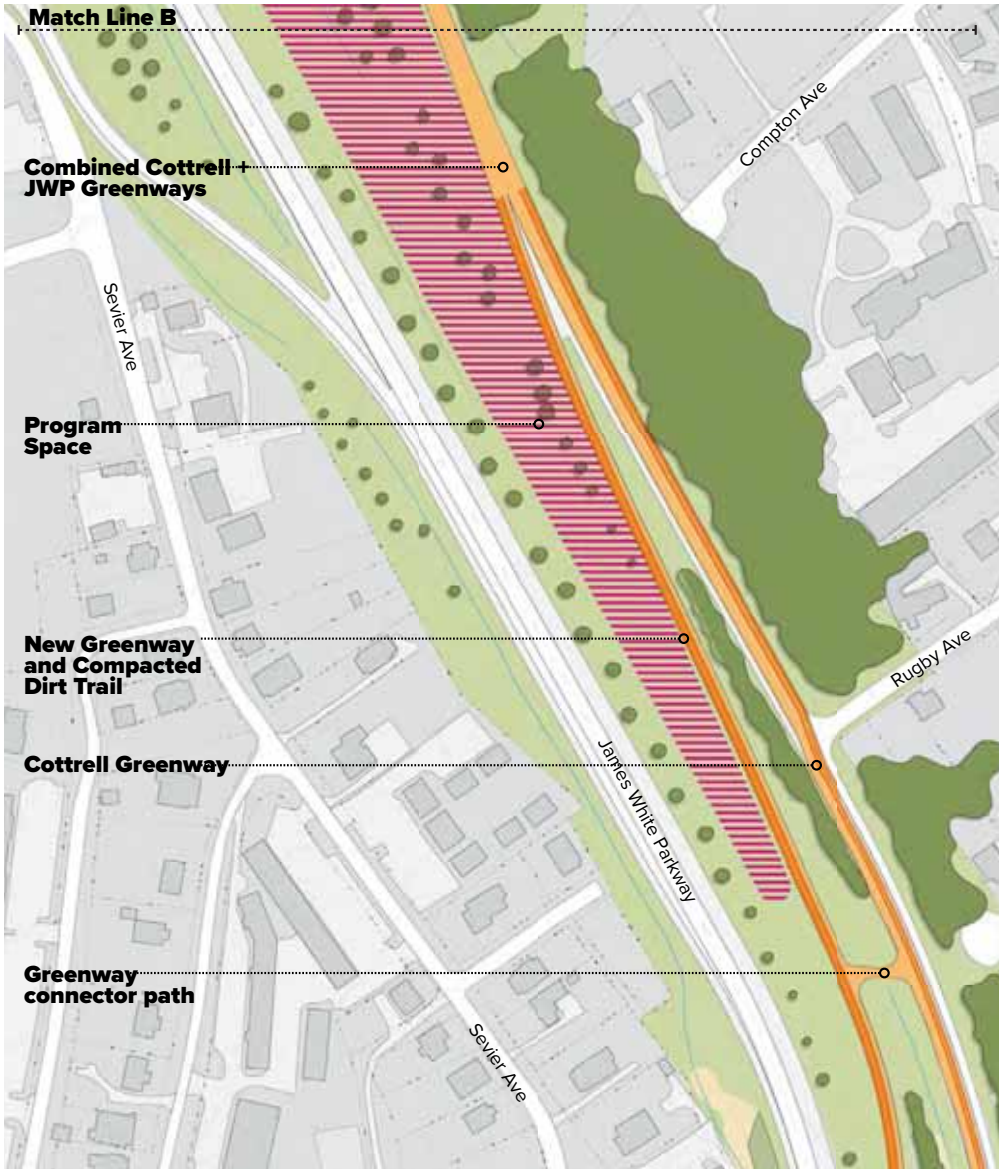 Match Line B
Compton Ave
Combined Cottrell +
JWP Greenways
Sevier Ave
Program
Space
New Greenway
and Compacted
Dirt Trail
Rugby Ave
Cottrell Greenway
James White Parkway
Greenway
connector path
Sevier Ave